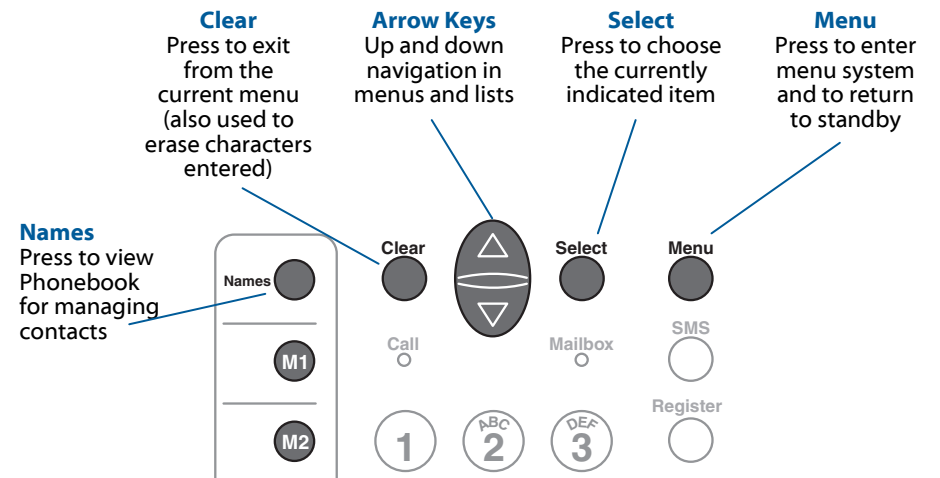 Clear
Press to exit
from the
current menu
(also used to
erase characters
entered)
Arrow Keys
Up and down
navigation in
menus and lists
Select
Press to choose
the currently
indicated item
Menu
Press to enter
menu system
and to return
to standby
Names
Press to view
Phonebook
for managing
contacts
Names
Clear
Select
Menu
M1
Call
Mailbox
SMS
M2
1
ABC
2
DEF
3
Register